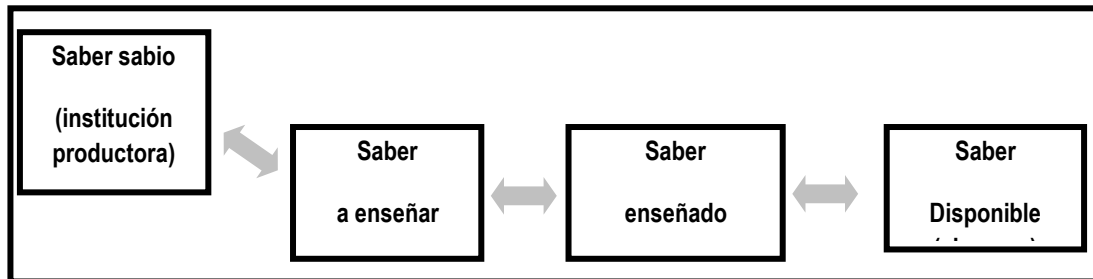 Saber sabio
(institución
productora)
Saber
a enseñar
Saber
enseñado
Saber
Disponible